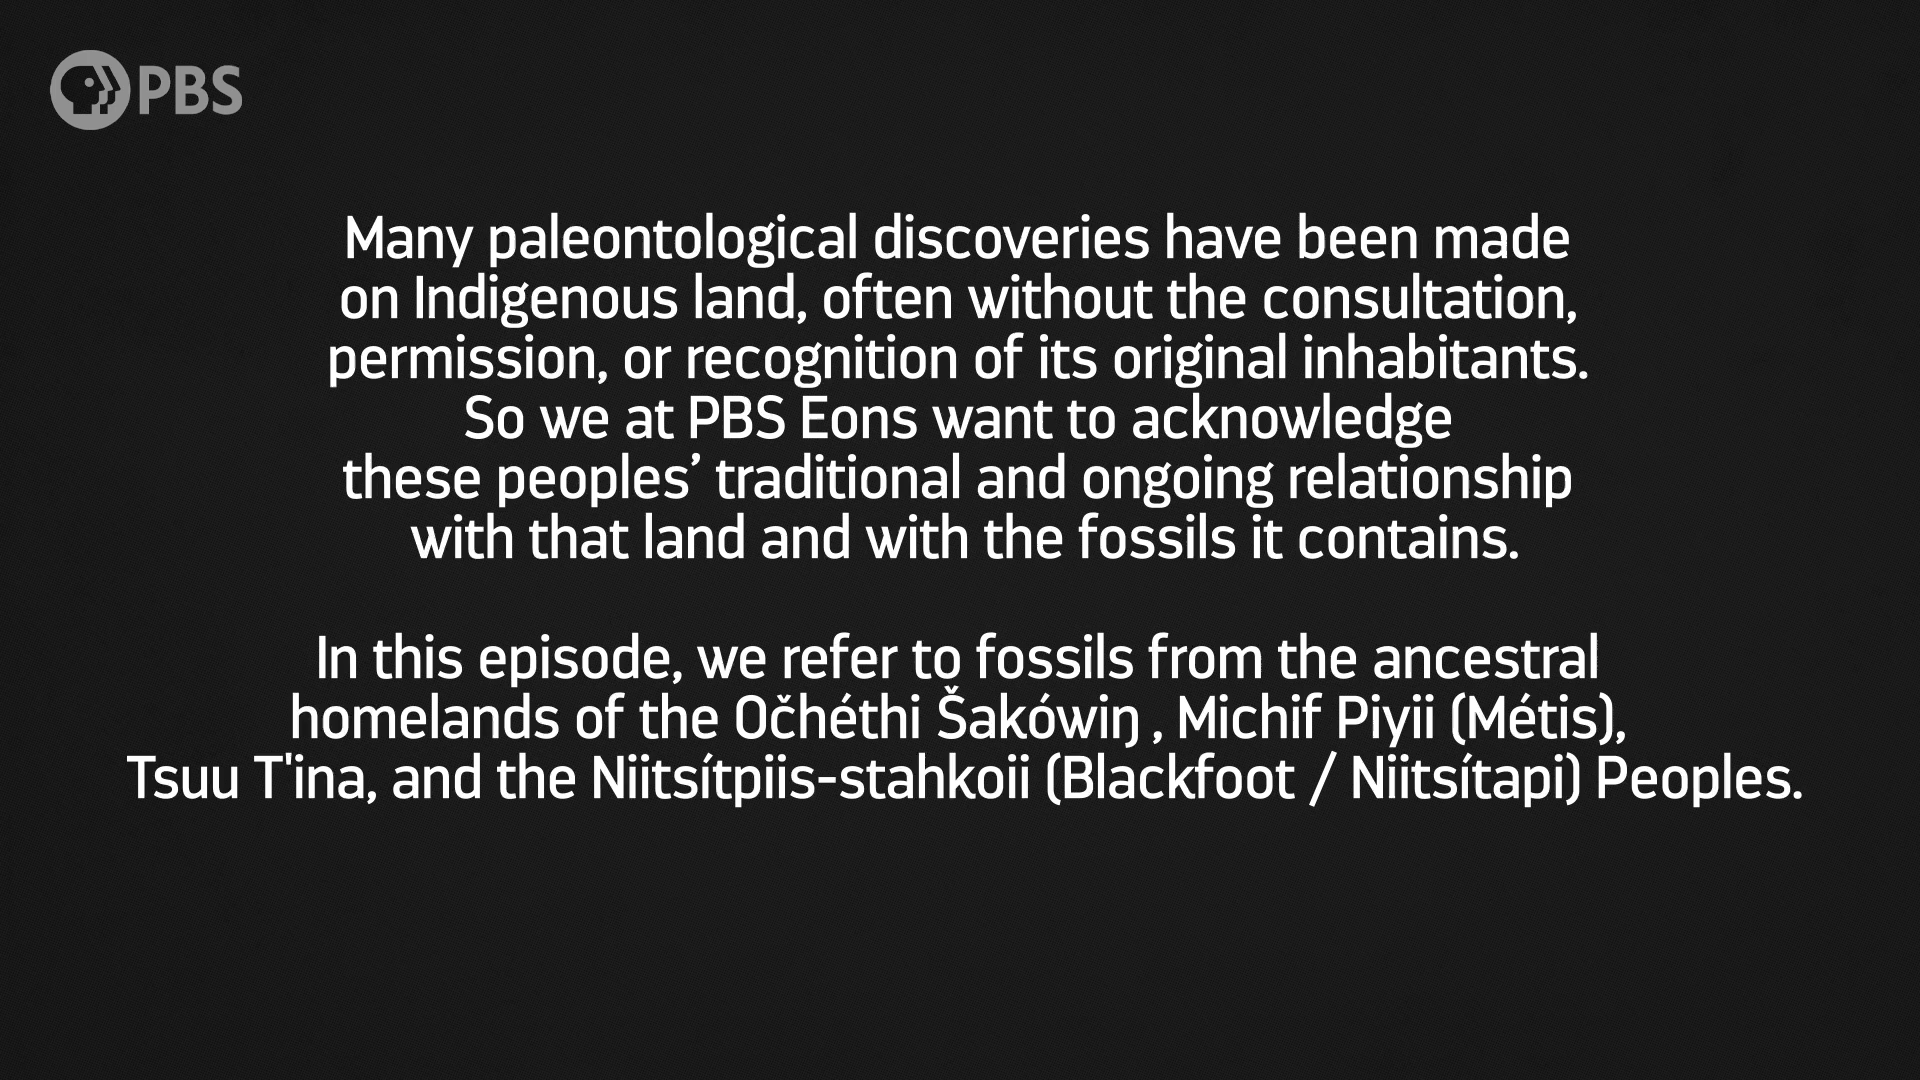 PBS
Many paleontological discoveries have been made
on Indigenous land, often without the consultation,
permission, or recognition of its original inhabitants.
So we at PBS Eons want to acknowledge
these peoples’ traditional and ongoing relationship
with that land and with the fossils it contains.
In this episode, we refer to fossils from the ancestral
homelands of the Očhéthi Šakówiŋ , Michif Piyii (Métis),
Tsuu T'ina, and the Niitsítpiis-stahkoii (Blackfoot / Niitsítapi) Peoples.